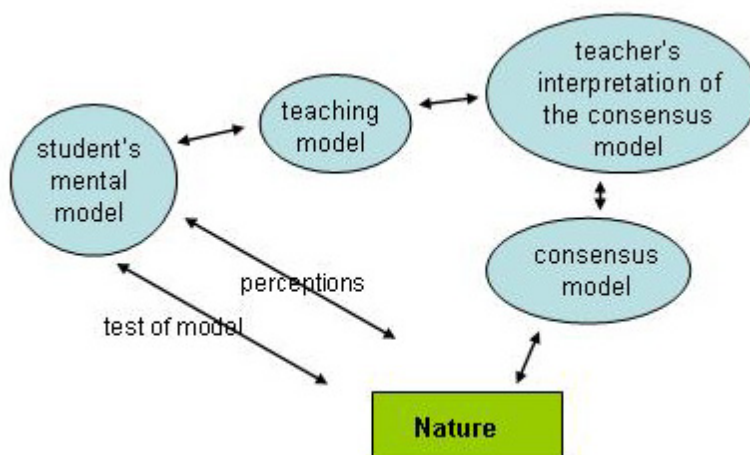 teacher's
interpretation of
the consensus
model
teaching
model
student's
mental
model
consensus
model
perceptions
test of model
Nature